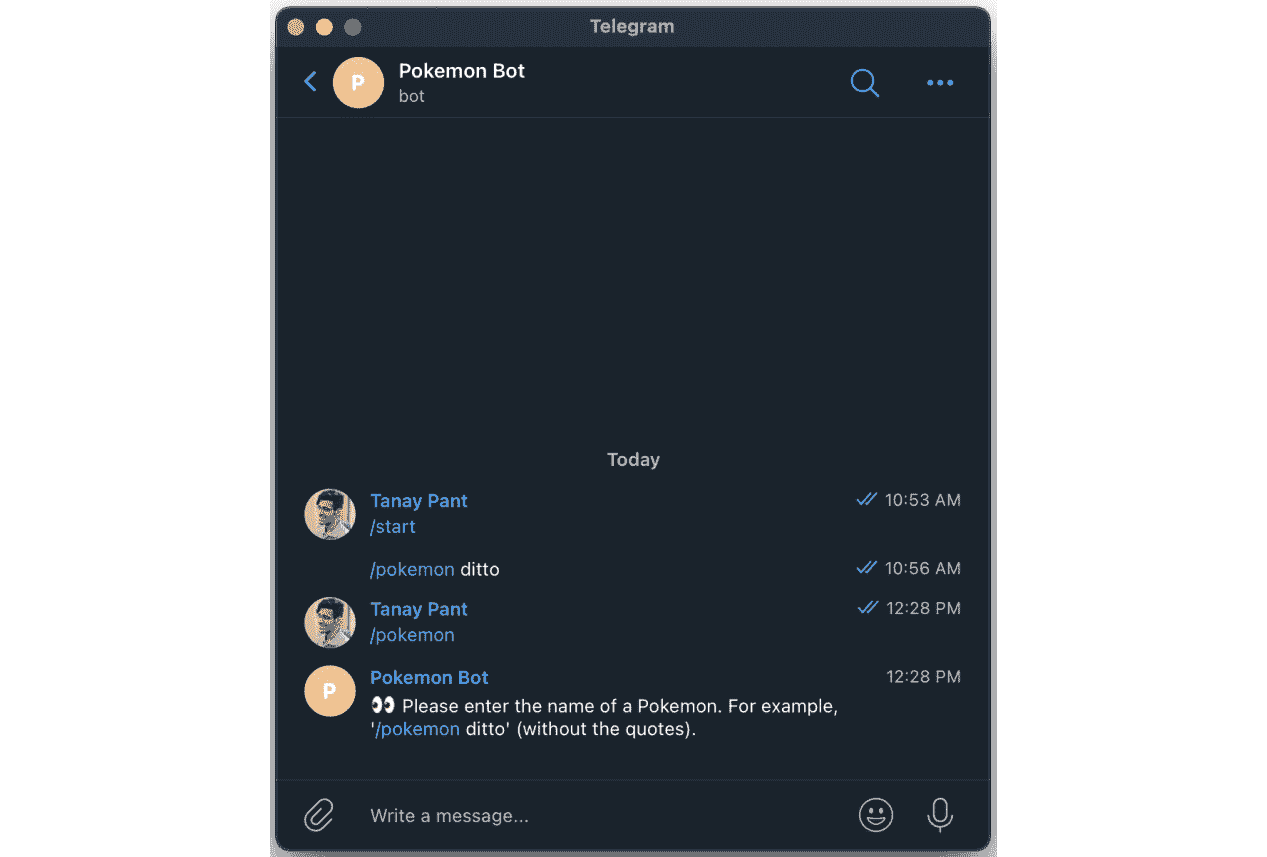 Telegram
P
Pokemon Bot
bot
Today
Tanay Pant
10:53 AM
/start
/pokemon ditto
10:56 AM
Tanay Pant
12:28 PM
/pokemon
P
Pokemon Bot
12:28 PM
👀 Please enter the name of a Pokemon. For example,
'/pokemon ditto' (without the quotes).
Write a message...